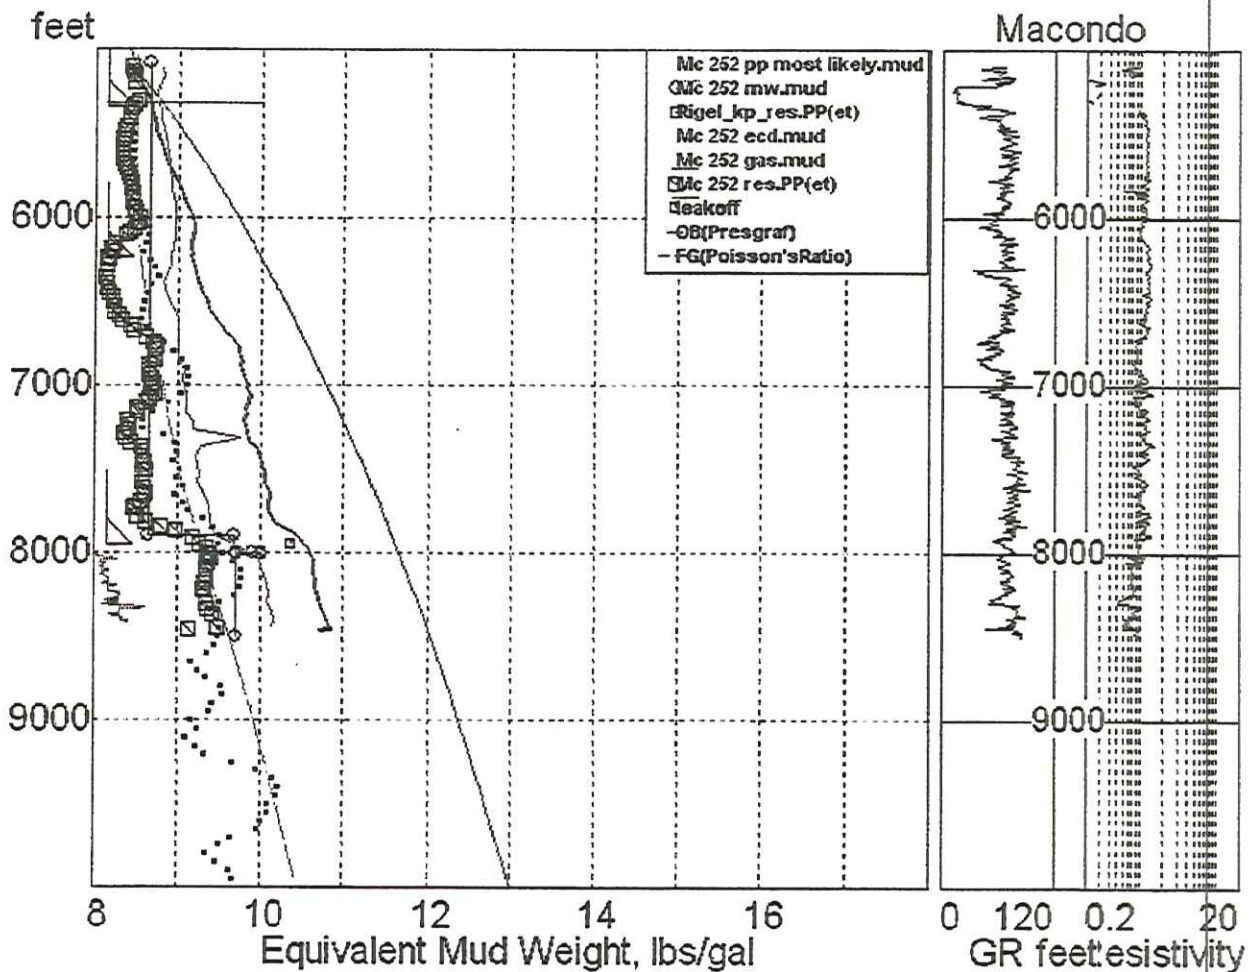 feet
Macondo
Mc 252 pp most likely.mud
Mc 252 mw.mud
Rigel_kp_res.PP(et)
Mc 252 ecd.mud
Mc 252 gas.mud
Mc 252 res.PP(et)
leakoff
OB(Presgraf)
FG(Poisson'sRatio)
6000
7000
8000
9000
6000
7000
8000
9000
8 10 12 14 16
0 120 0.2 20
Equivalent Mud Weight, lbs/gal
GR feet:esistivity